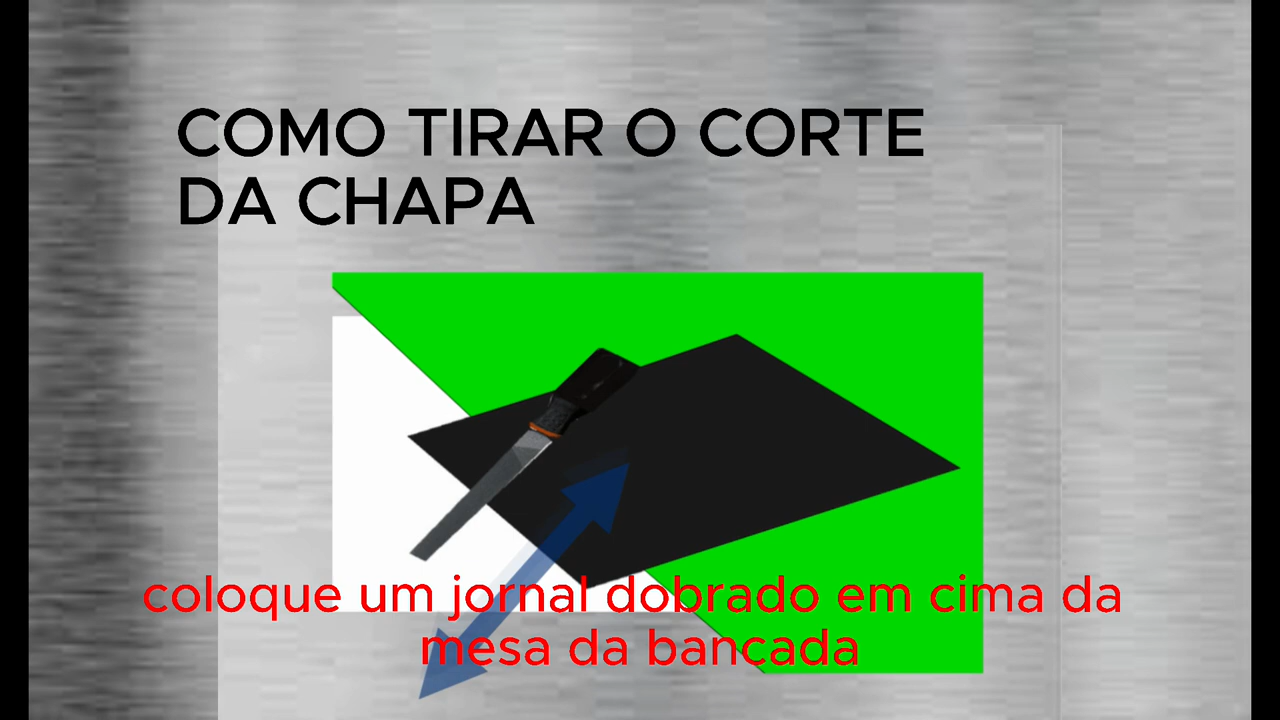 COMO TIRAR O CORTE
DA CHAPA
coloque um jornal dobrado em cima da
mesa da bancada